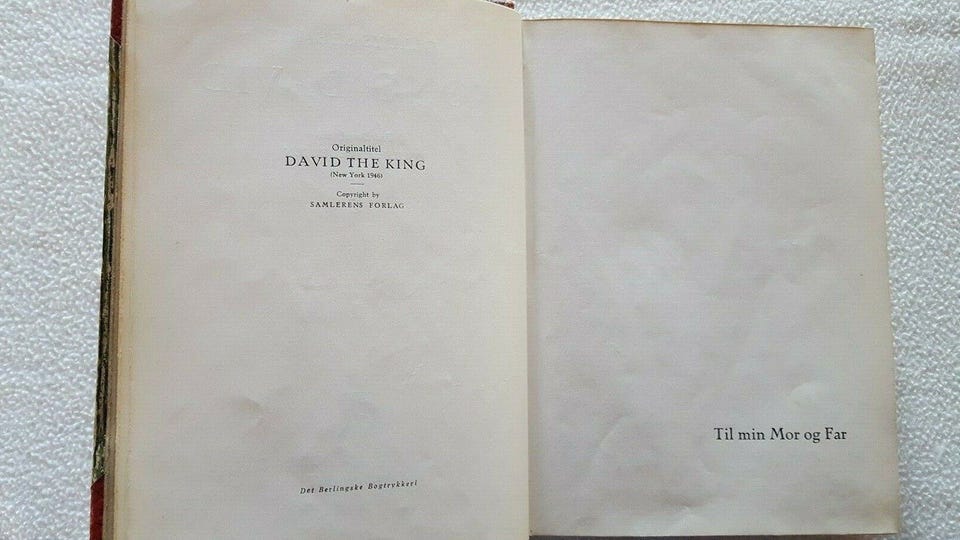 Originaltitel
DAVID THE KING
(New York 1946)
Copyright by
SAMLERENS FORLAG
Det Berlingske Bogtrykkeri
Til min Mor og Far